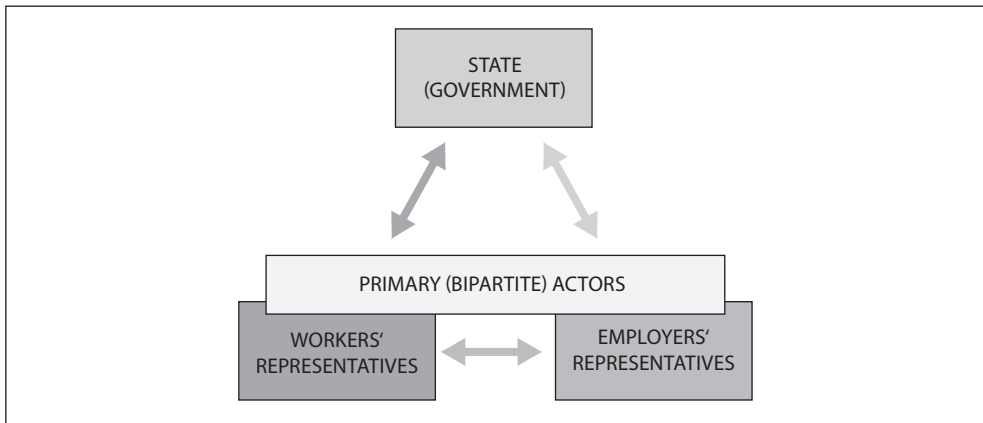 STATE
(GOVERNMENT)
PRIMARY (BIPARTITE) ACTORS
WORKERS‘
REPRESENTATIVES
EMPLOYERS‘
REPRESENTATIVES